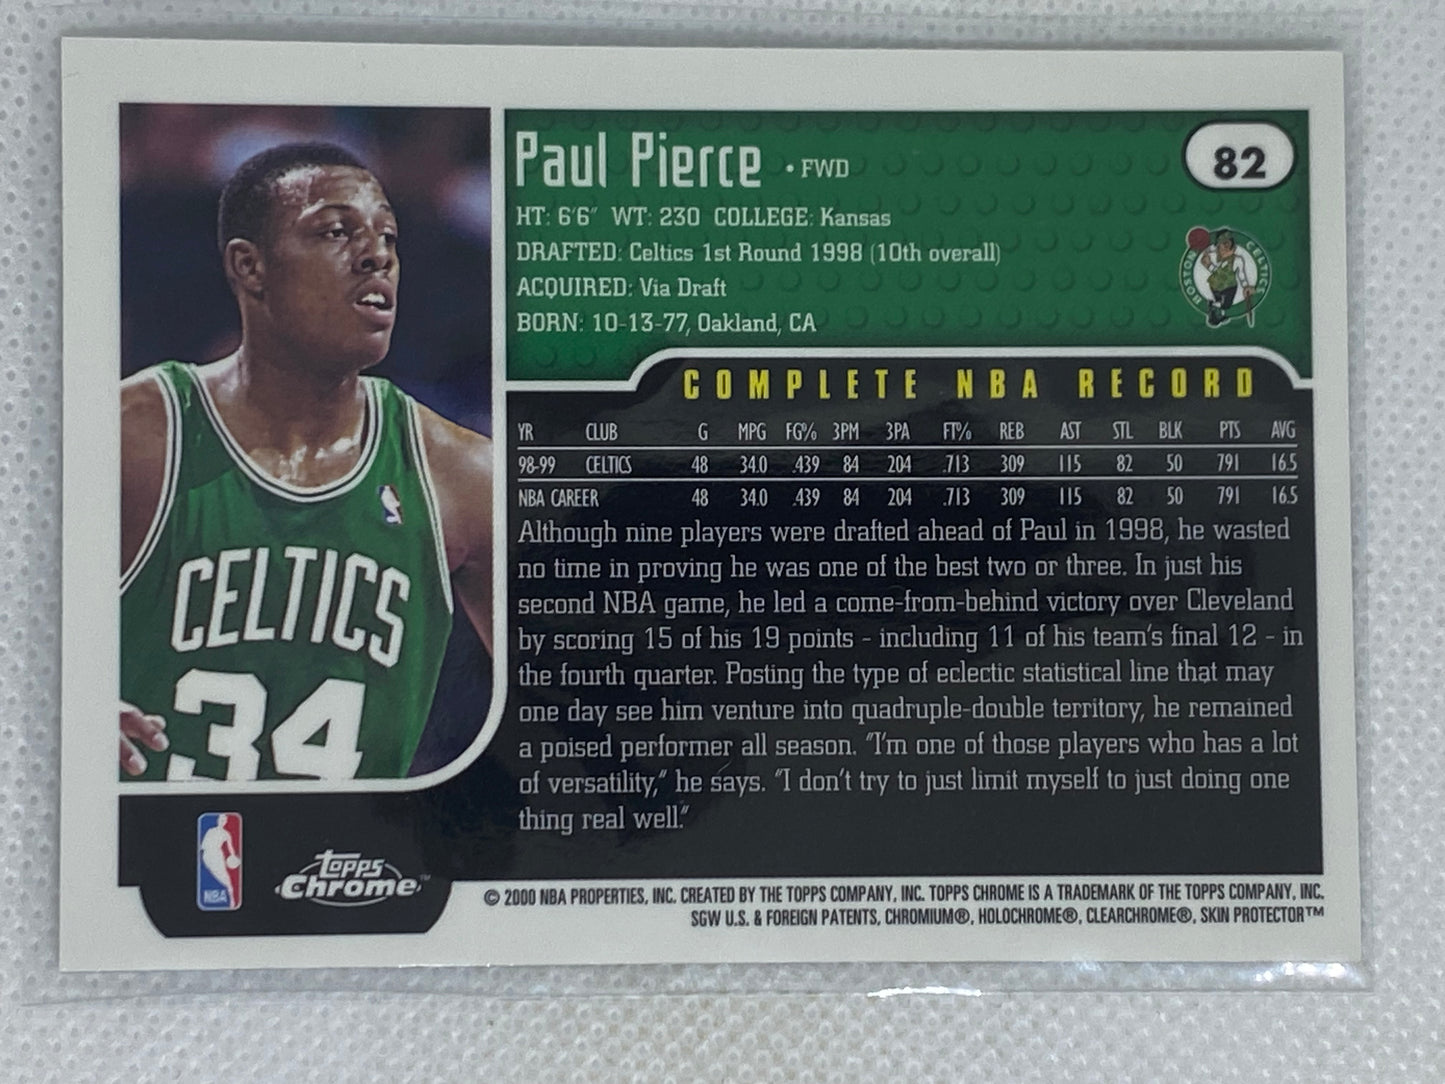 Paul Pierce • FWD
82
HT: 6'6" WT: 230 COLLEGE: Kansas
DRAFTED: Celtics 1st Round 1998 (10th overall)
ACQUIRED: Via Draft
BORN: 10-13-77, Oakland, CA
BOSTON CELTICS
COMPLETE NBA RECORD
YR CLUB G MPG FG% 3PM 3PA FT% REB AST STL BLK PTS AVG
98-99 CELTICS 48 34.0 .439 84 204 .713 309 115 82 50 791 16.5
NBA CAREER 48 34.0 .439 84 204 .713 309 115 82 50 791 16.5
Although nine players were drafted ahead of Paul in 1998, he wasted
no time in proving he was one of the best two or three. In just his
second NBA game, he led a come-from-behind victory over Cleveland
by scoring 15 of his 19 points - including 11 of his team's final 12 - in
the fourth quarter. Posting the type of eclectic statistical line that may
one day see him venture into quadruple-double territory, he remained
a poised performer all season. "I'm one of those players who has a lot
of versatility," he says. "I don't try to just limit myself to just doing one
thing real well."
CELTICS
34
NBA
Topps
Chrome™
© 2000 NBA PROPERTIES, INC. CREATED BY THE TOPPS COMPANY, INC. TOPPS CHROME IS A TRADEMARK OF THE TOPPS COMPANY, INC.
SGW U.S. & FOREIGN PATENTS, CHROMIUM®, HOLOCHROME®, CLEARCHROME®, SKIN PROTECTOR™